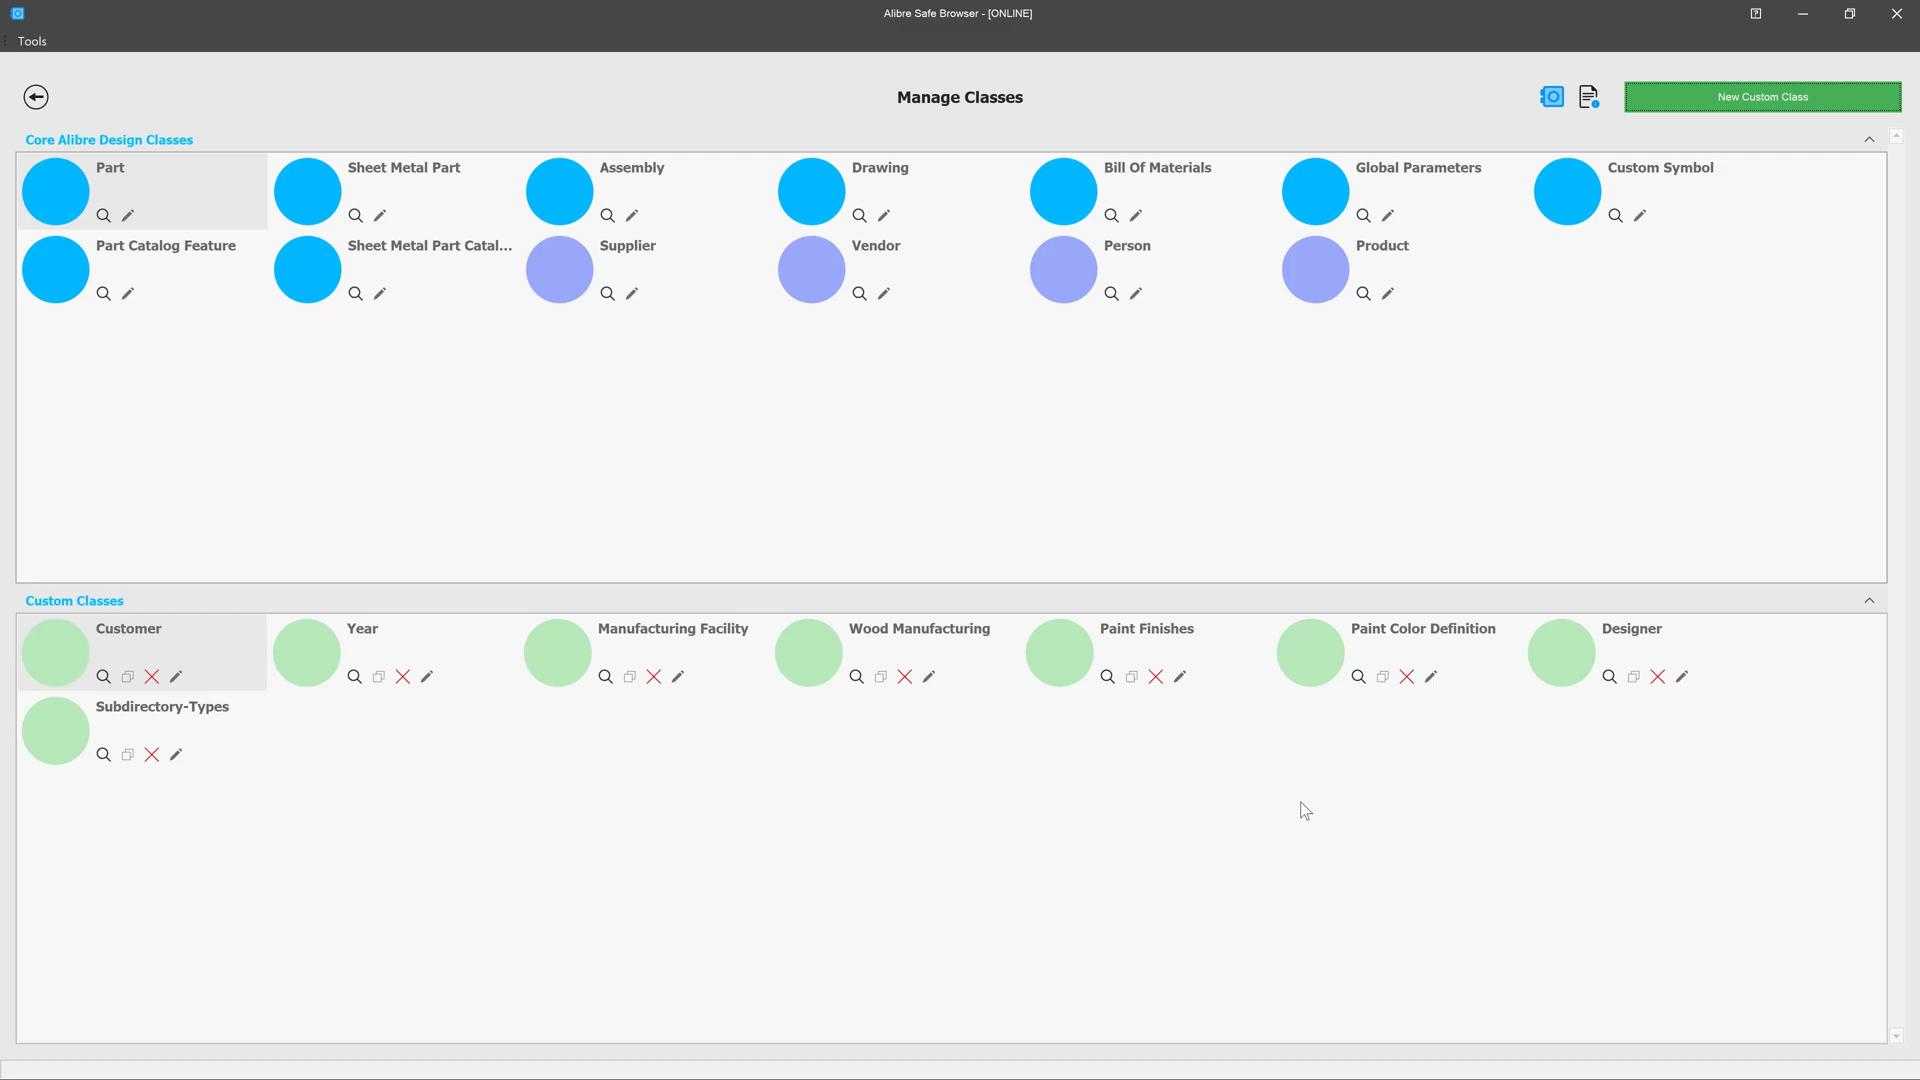 Alibre Safe Browser - [ONLINE]
Tools
Manage Classes
New Custom Class
Core Alibre Design Classes
Part
Sheet Metal Part
Assembly
Drawing
Bill Of Materials
Global Parameters
Custom Symbol
Part Catalog Feature
Sheet Metal Part Catal...
Supplier
Vendor
Person
Product
Custom Classes
Customer
Year
Manufacturing Facility
Wood Manufacturing
Paint Finishes
Paint Color Definition
Designer
Subdirectory-Types